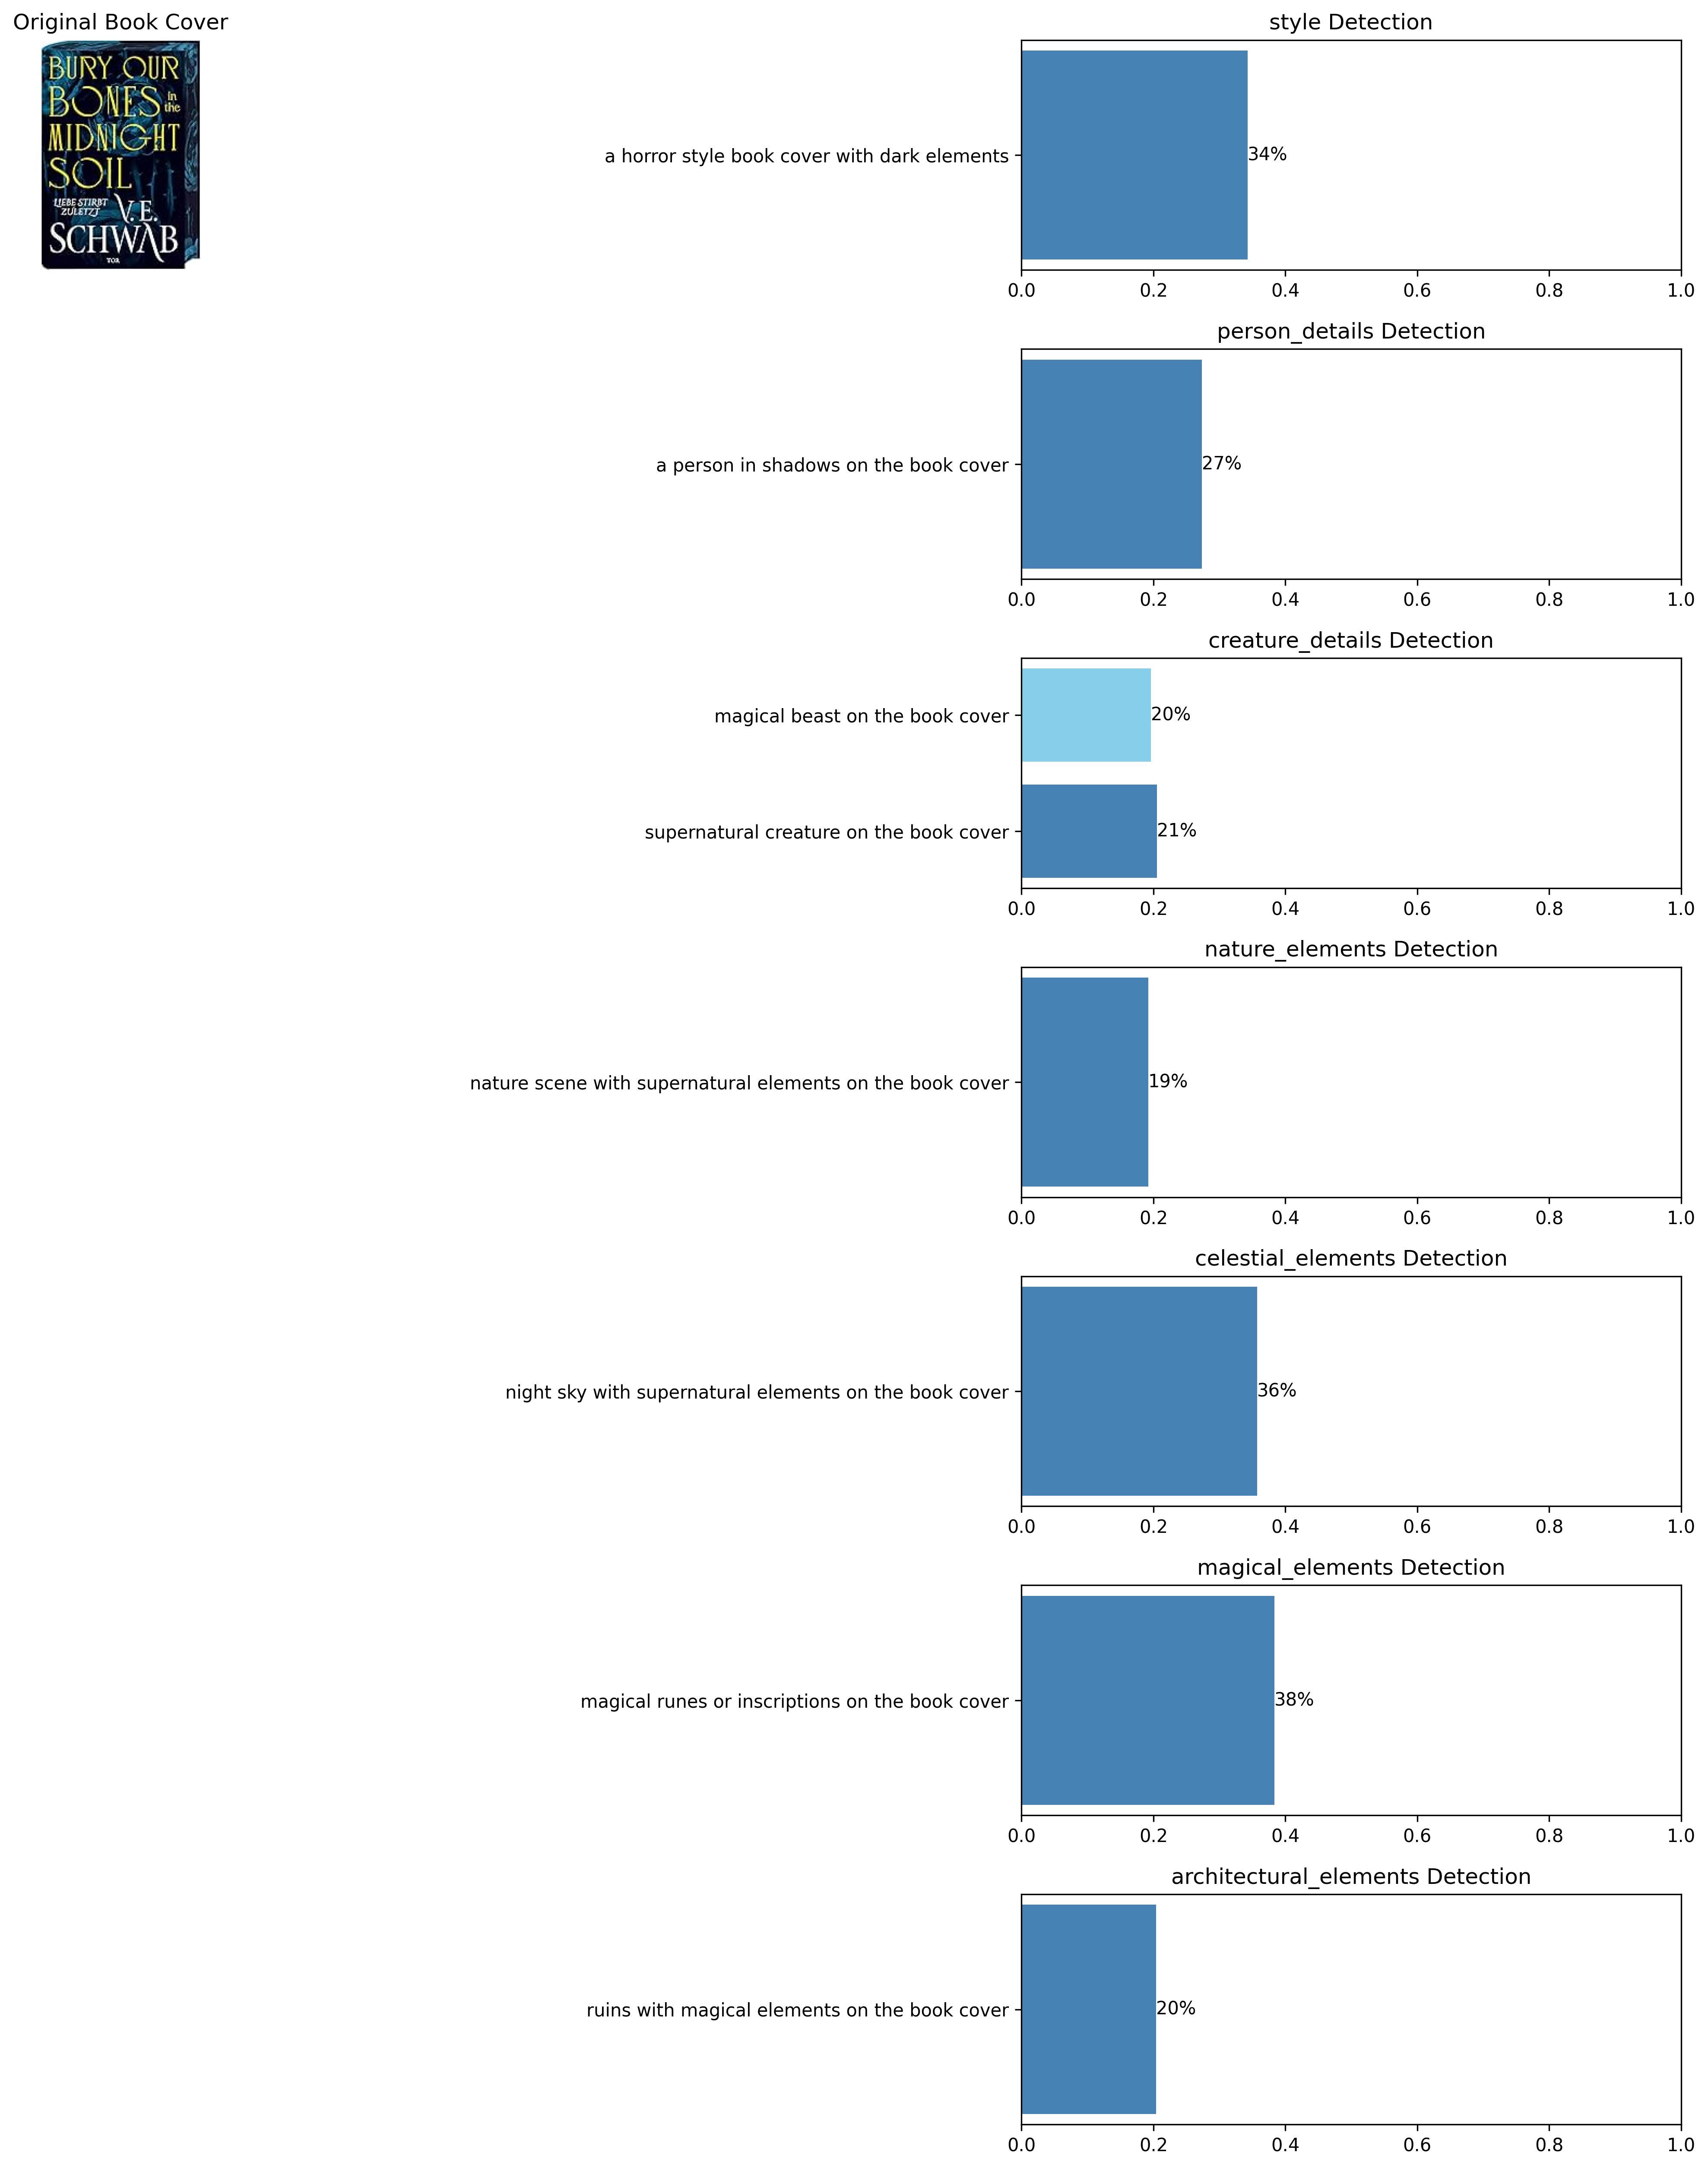 Original Book Cover
BURY OUR
BONES in the
MIDNIGHT
SOIL
LIEBE STIRBT
ZULETZT
V. E.
SCHWAB
TOR
style Detection
a horror style book cover with dark elements
34%
0.0 0.2 0.4 0.6 0.8 1.0
person_details Detection
a person in shadows on the book cover
27%
0.0 0.2 0.4 0.6 0.8 1.0
creature_details Detection
magical beast on the book cover
20%
supernatural creature on the book cover
21%
0.0 0.2 0.4 0.6 0.8 1.0
nature_elements Detection
nature scene with supernatural elements on the book cover
19%
0.0 0.2 0.4 0.6 0.8 1.0
celestial_elements Detection
night sky with supernatural elements on the book cover
36%
0.0 0.2 0.4 0.6 0.8 1.0
magical_elements Detection
magical runes or inscriptions on the book cover
38%
0.0 0.2 0.4 0.6 0.8 1.0
architectural_elements Detection
ruins with magical elements on the book cover
20%
0.0 0.2 0.4 0.6 0.8 1.0